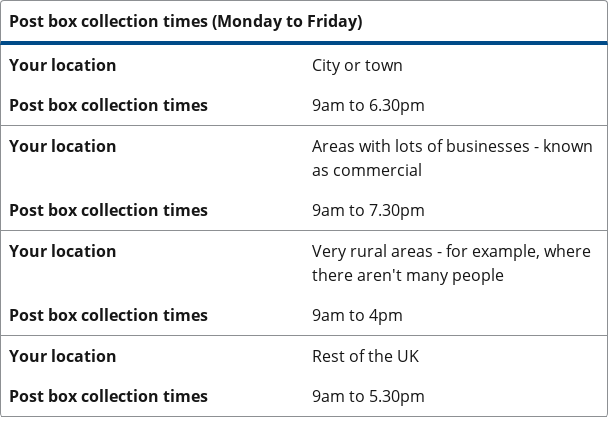 Post box collection times (Monday to Friday)
Your location City or town
Post box collection times 9am to 6.30pm
Your location Areas with lots of businesses - known
as commercial
Post box collection times 9am to 7.30pm
Your location Very rural areas - for example, where
there aren't many people
Post box collection times 9am to 4pm
Your location Rest of the UK
Post box collection times 9am to 5.30pm